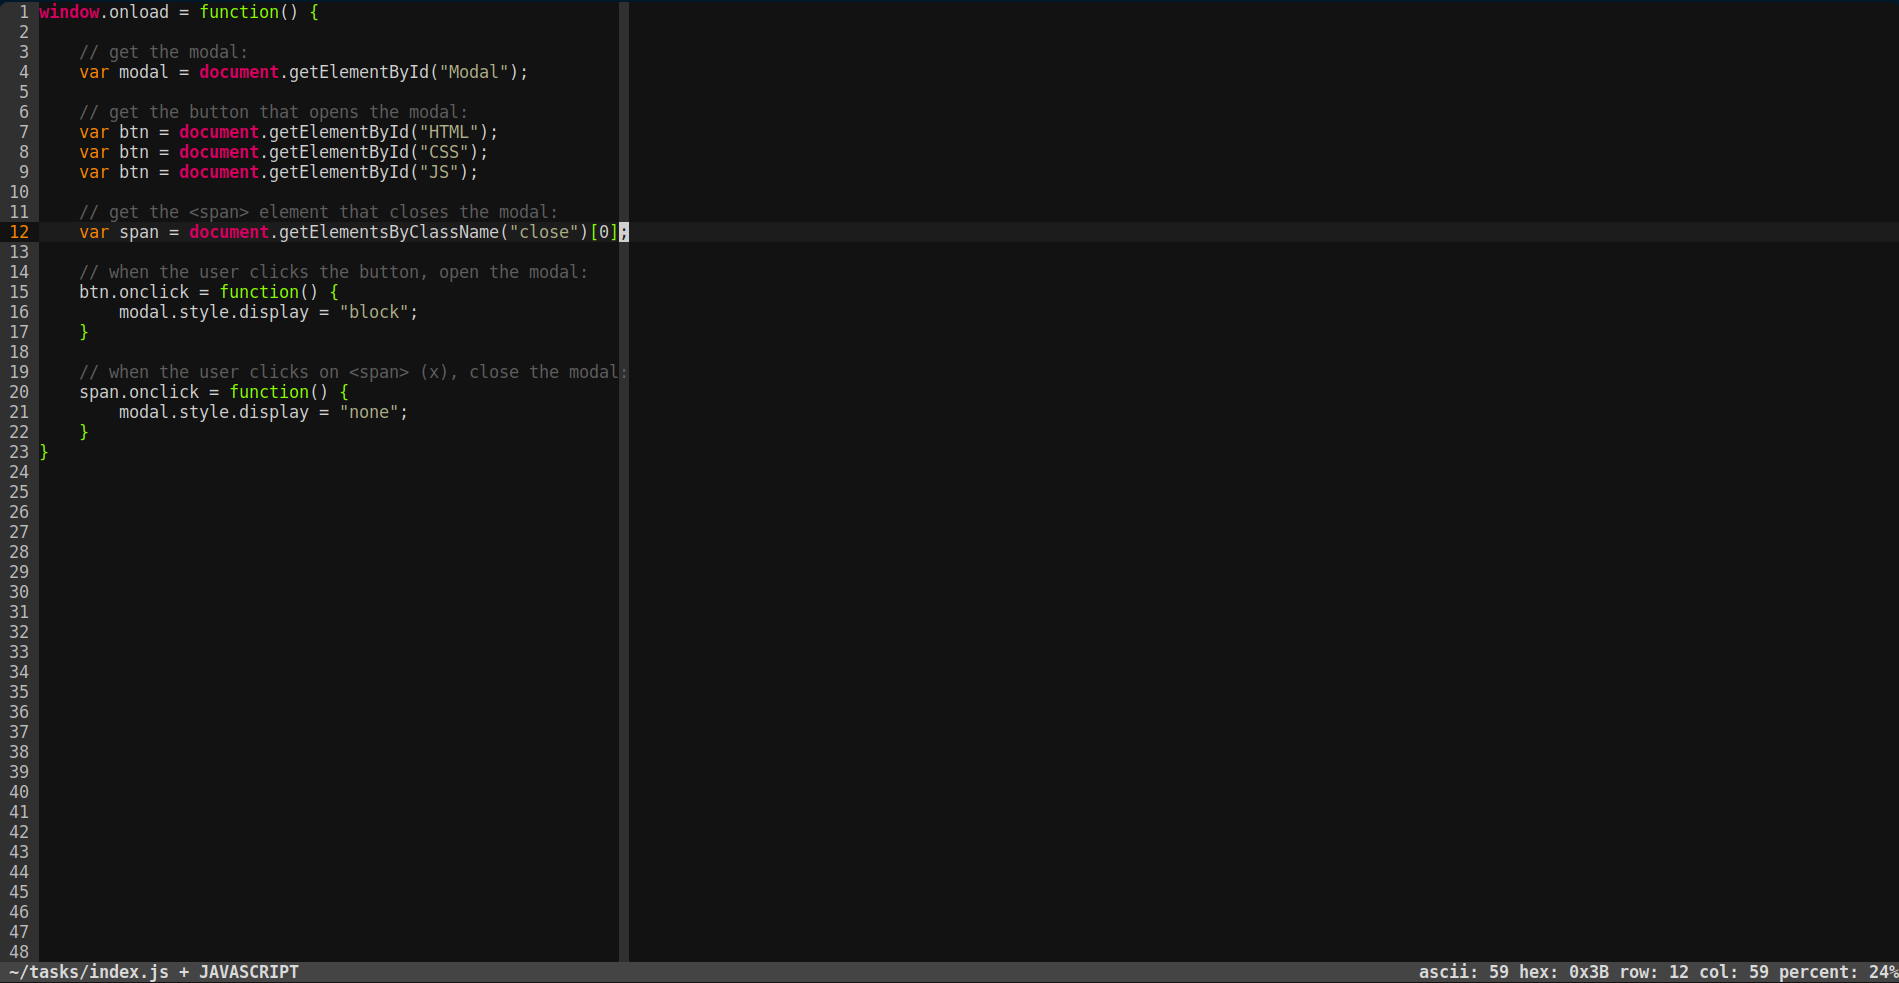 1 window.onload = function() {
2
3     // get the modal:
4     var modal = document.getElementById("Modal");
5
6     // get the button that opens the modal:
7     var btn = document.getElementById("HTML");
8     var btn = document.getElementById("CSS");
9     var btn = document.getElementById("JS");
10
11     // get the <span> element that closes the modal:
12     var span = document.getElementsByClassName("close")[0];
13
14     // when the user clicks the button, open the modal:
15     btn.onclick = function() {
16         modal.style.display = "block";
17     }
18
19     // when the user clicks on <span> (x), close the modal:
20     span.onclick = function() {
21         modal.style.display = "none";
22     }
23 }
24
25
26
27
28
29
30
31
32
33
34
35
36
37
38
39
40
41
42
43
44
45
46
47
48
~/tasks/index.js + JAVASCRIPT ascii: 59 hex: 0x3B row: 12 col: 59 percent: 24%